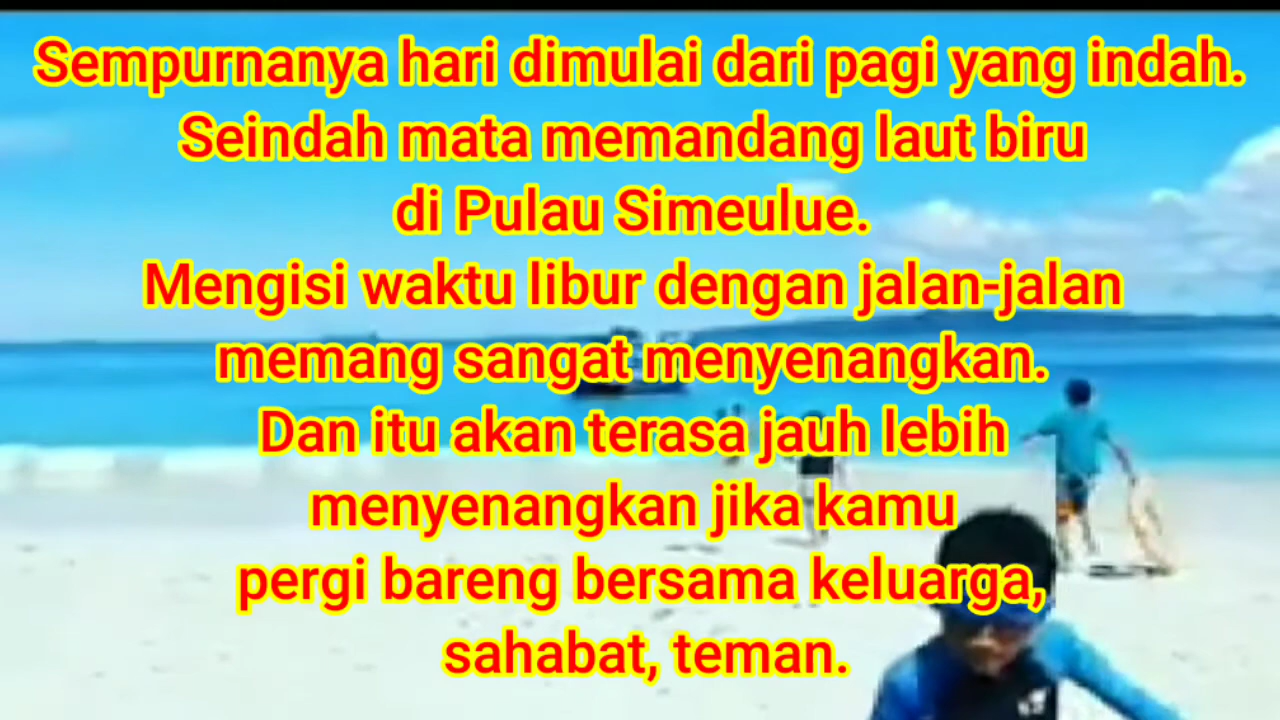 Sempurnanya hari dimulai dari pagi yang indah.
Seindah mata memandang laut biru
di Pulau Simeulue.
Mengisi waktu libur dengan jalan-jalan
memang sangat menyenangkan.
Dan itu akan terasa jauh lebih
menyenangkan jika kamu
pergi bareng bersama keluarga,
sahabat, teman.